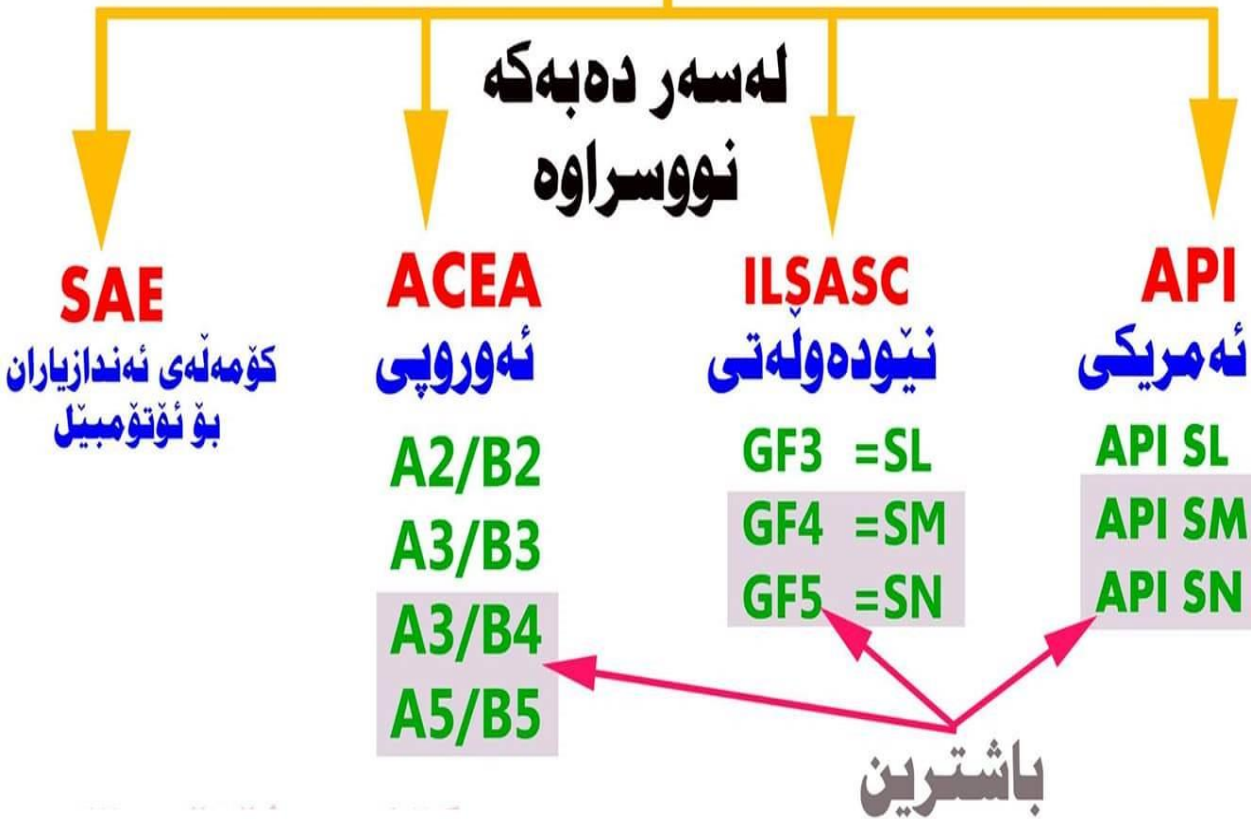 لەسەر دەبەکە
نووسراوە
API
ئەمریکی
API SL
API SM
API SN
ILSASC
نێودەوڵەتی
GF3 =SL
GF4 =SM
GF5 =SN
ACEA
ئەوروپی
A2/B2
A3/B3
A3/B4
A5/B5
SAE
کۆمەڵەی ئەندازیاران
بۆ ئۆتۆمبێل
باشترین